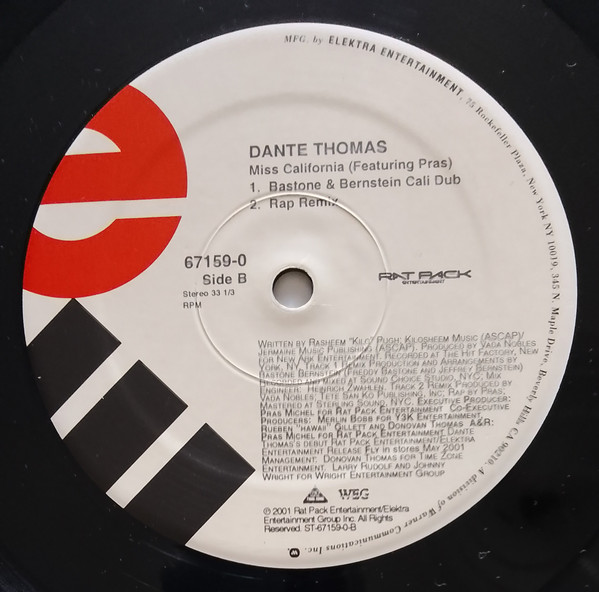 MFG. by ELEKTRA ENTERTAINMENT, 75 Rockefeller Plaza, New York NY 10019, 345 N. Maple Drive, Beverly Hills, CA 90210. A division of Warner Communications Inc.
DANTE THOMAS
Miss California (Featuring Pras)
1. Bastone & Bernstein Cali Dub
2. Rap Remix
67159-0
Side B
Stereo 33 1/3
RPM
RAT PACK
ENTERTAINMENT
Written by Rasheem "Kilo" Pugh; Kilosheem Music (ASCAP)/
Jermaine Music Publishing (ASCAP). Produced by Vada Nobles
for New Ark Entertainment. Recorded at The Hit Factory, New
York, NY. Track 1 Remix Production and Arrangements by
Bastone Bernstein (Freddy Bastone and Jeffrey Bernstein)
Recorded and Mixed at Sound Choice Studio, NYC. Mix
Engineer: Heinrich Zwahlen. Track 2 Remix Produced by
Vada Nobles, Tete San Ko Publishing, Inc. Rap by Pras.
Mastered at Sterling Sound, NYC. Executive Producer:
Pras Michel for Rat Pack Entertainment Co-Executive
Producers: Merlin Bobb for Y3K Entertainment,
Rueben "Hawaii" Gillett and Donovan Thomas A&R:
Pras Michel for Rat Pack Entertainment Dante
Thomas's debut Rat Pack Entertainment/Elektra
Entertainment Release Fly in stores May 2001
Management: Donovan Thomas for Time Zone
Entertainment. Larry Rudolf and Johnny
Wright for Wright Entertainment Group
WEG
℗ 2001 Rat Pack Entertainment/Elektra
Entertainment Group Inc. All Rights
Reserved. ST-67159-0-B